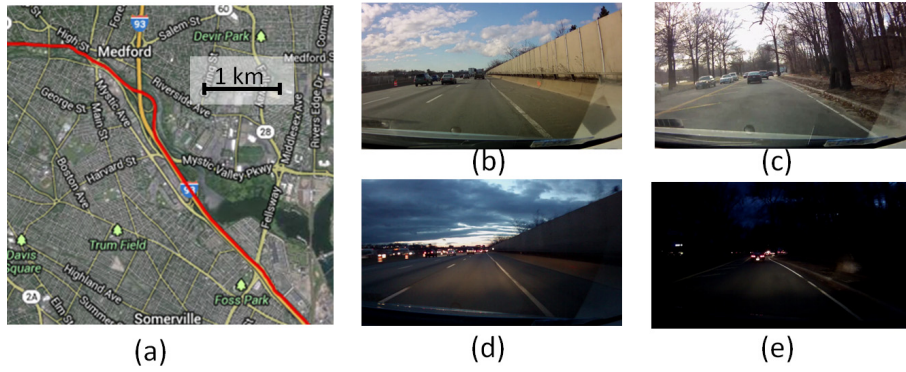 93
60
High St
Salem St
Devir Park
Medford
1 km
Riverside Ave
George St
Mystic Ave
Main St
28
Middlesex Ave
Rivers Edge Dr
Harvard St
Mystic Valley Pkwy
Boston Ave
Fellsway
Trum Field
Davis
Square
Highland Ave
2A
Elm St
Foss Park
Somerville
(a)
(b)
(c)
(d)
(e)